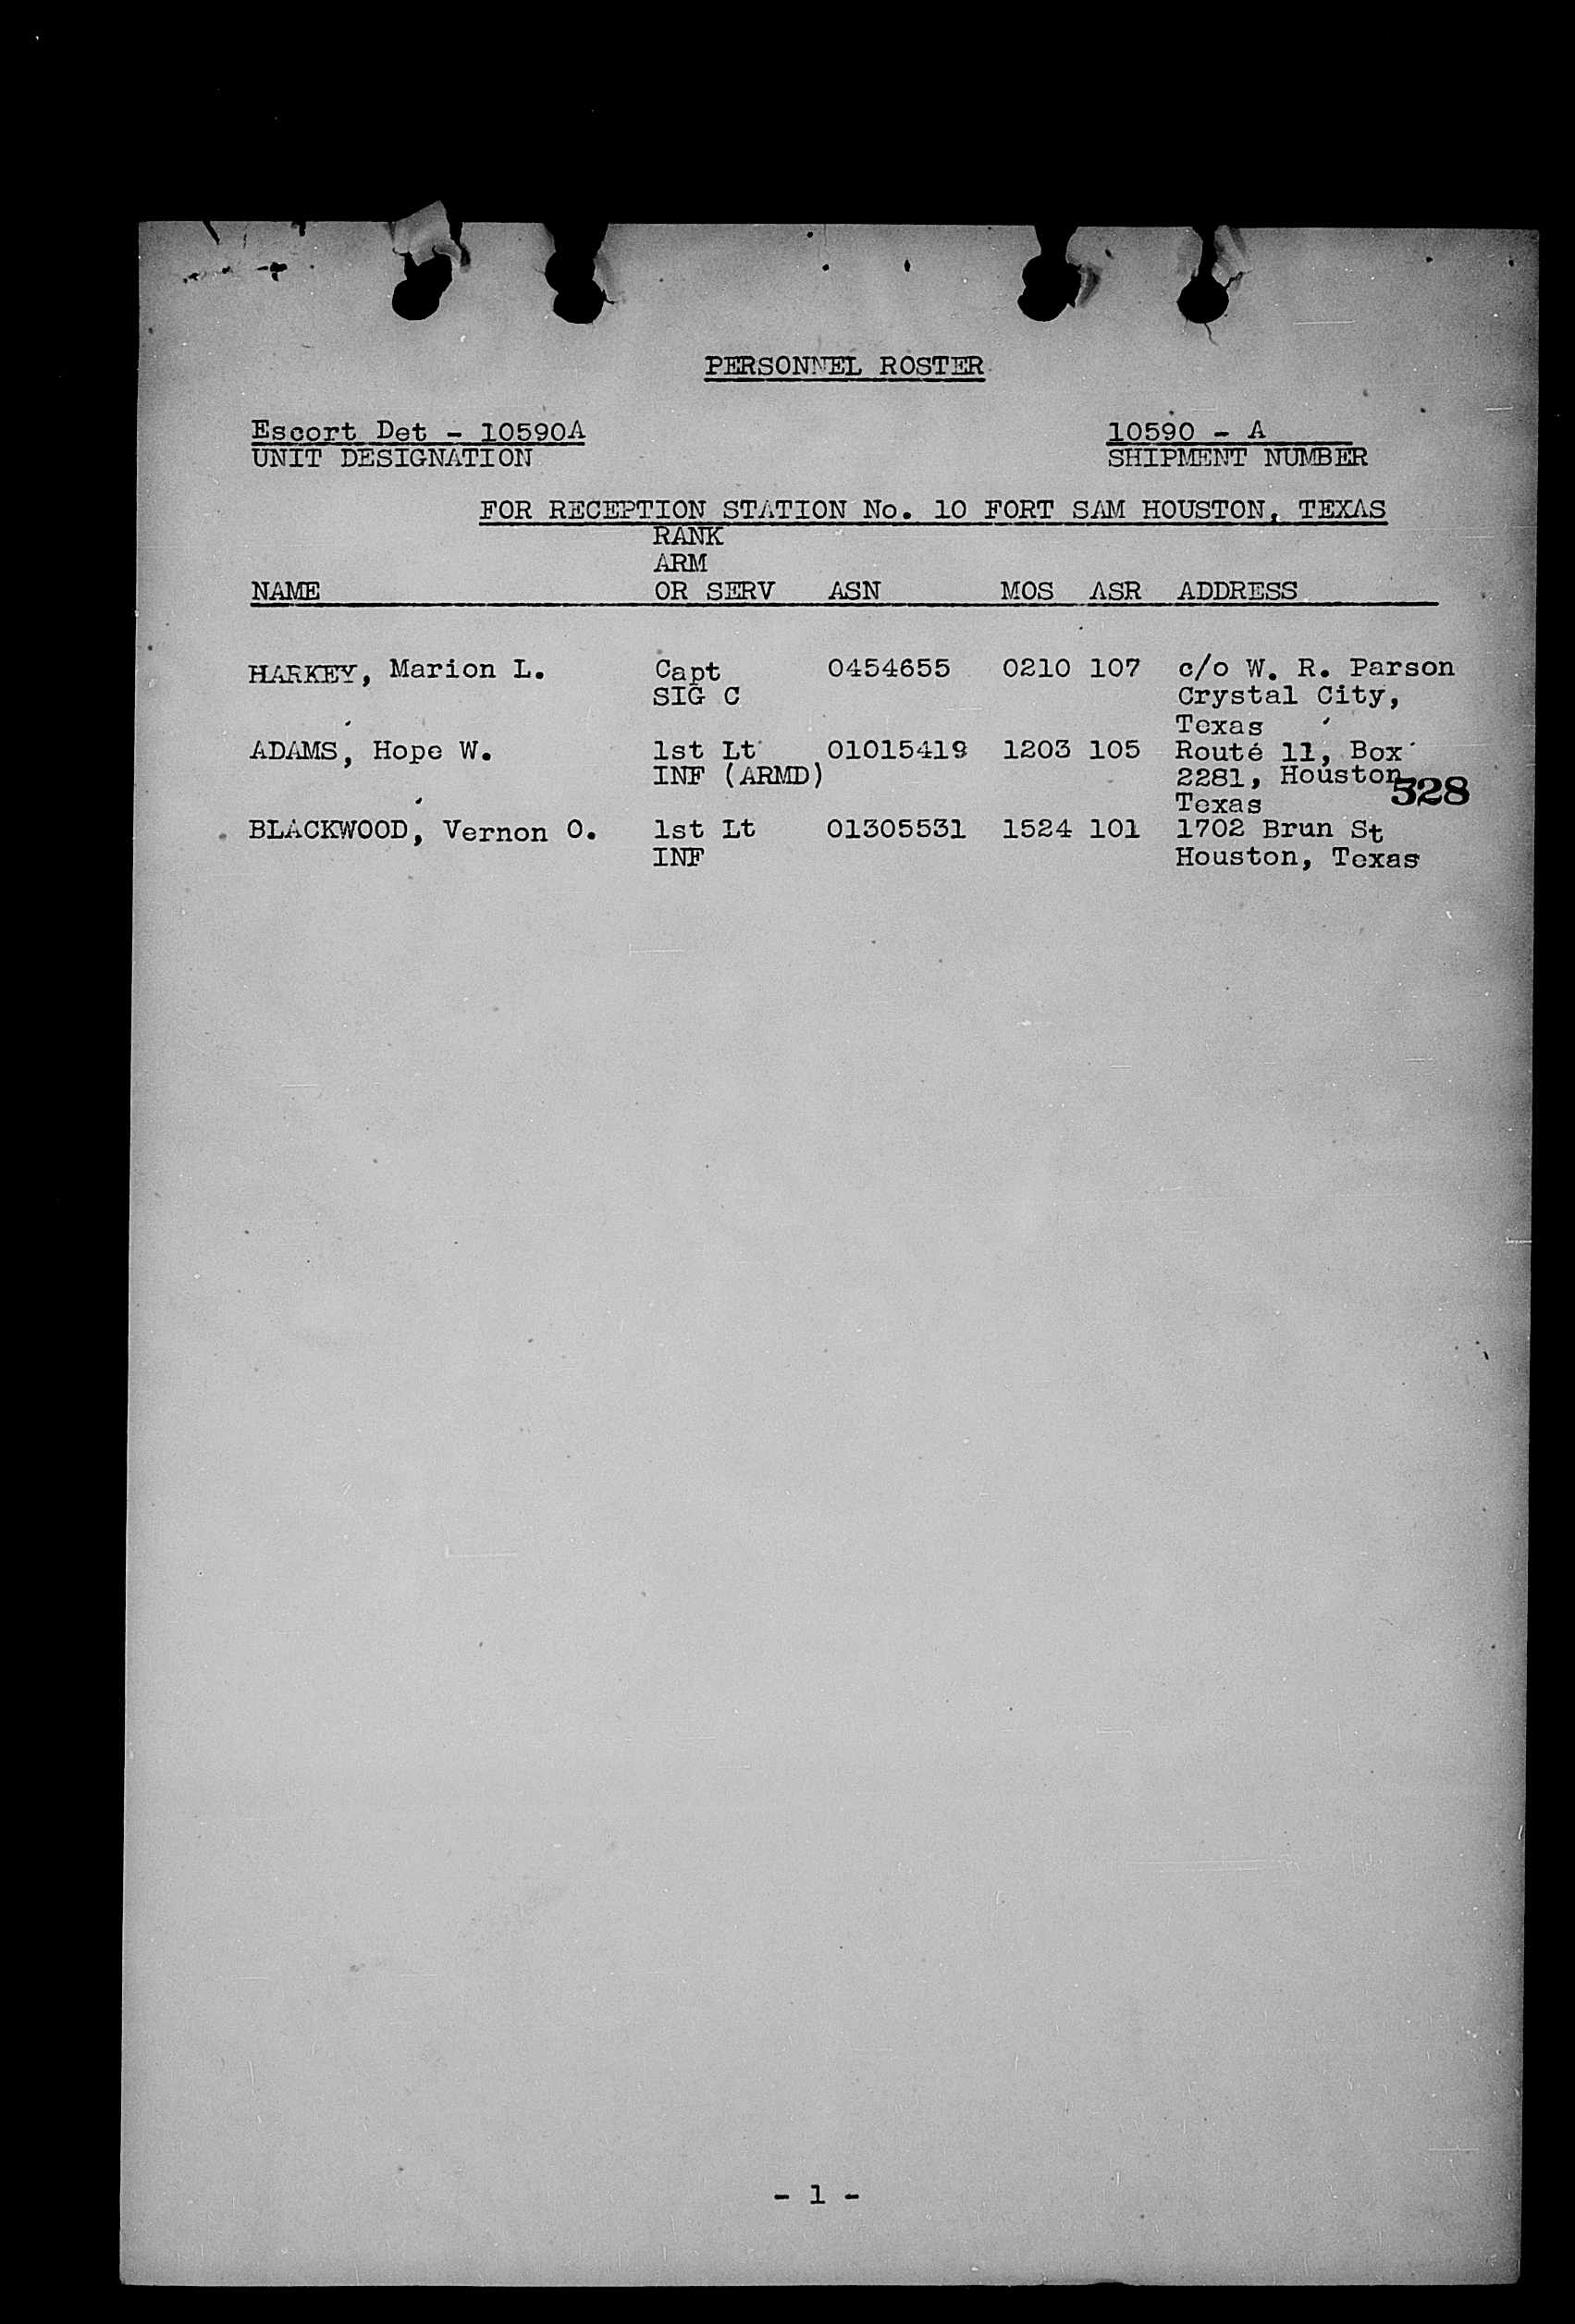 PERSONNEL ROSTER
Escort Det - 10590A 10590 - A
UNIT DESIGNATION SHIPMENT NUMBER
FOR RECEPTION STATION No. 10 FORT SAM HOUSTON, TEXAS
RANK
ARM
NAME OR SERV ASN MOS ASR ADDRESS
HARKEY, Marion L. Capt 0454655 0210 107 c/o W. R. Parson
SIG C Crystal City,
Texas
ADAMS, Hope W. 1st Lt 01015419 1203 105 Route 11, Box
INF (ARMD) 2281, Houston
328
Texas
BLACKWOOD, Vernon O. 1st Lt 01305531 1524 101 1702 Brun St
INF Houston, Texas
- 1 -